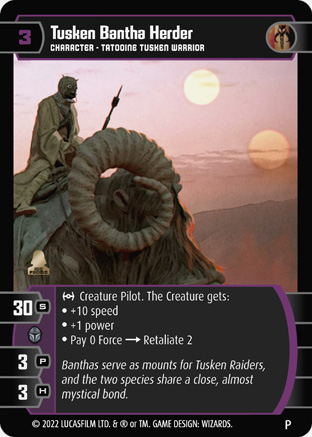 3
Tusken Bantha Herder
CHARACTER - TATOOINE TUSKEN WARRIOR
30 S
Creature Pilot. The Creature gets:
• +10 speed
• +1 power
• Pay 0 Force → Retaliate 2
3 P
Banthas serve as mounts for Tusken Raiders,
and the two species share a close, almost
mystical bond.
3 H
© 2022 LUCASFILM LTD. & ® or TM. GAME DESIGN: WIZARDS.
P